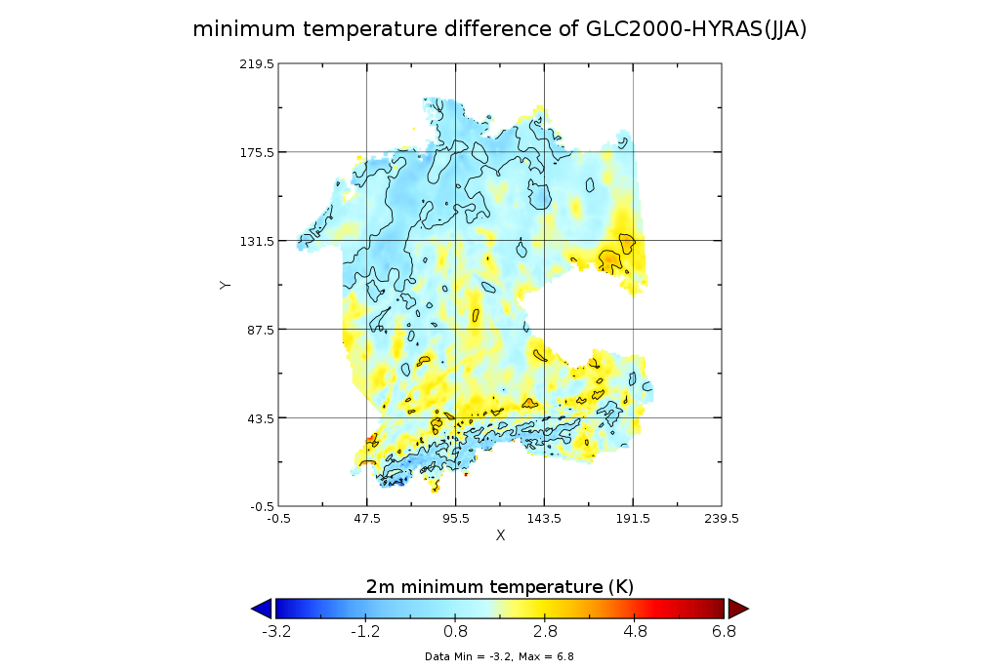 minimum temperature difference of GLC2000-HYRAS(JJA)
219.5
175.5
131.5
Y
87.5
43.5
-0.5
-0.5 47.5 95.5 143.5 191.5 239.5
X
2m minimum temperature (K)
-3.2 -1.2 0.8 2.8 4.8 6.8
Data Min = -3.2, Max = 6.8